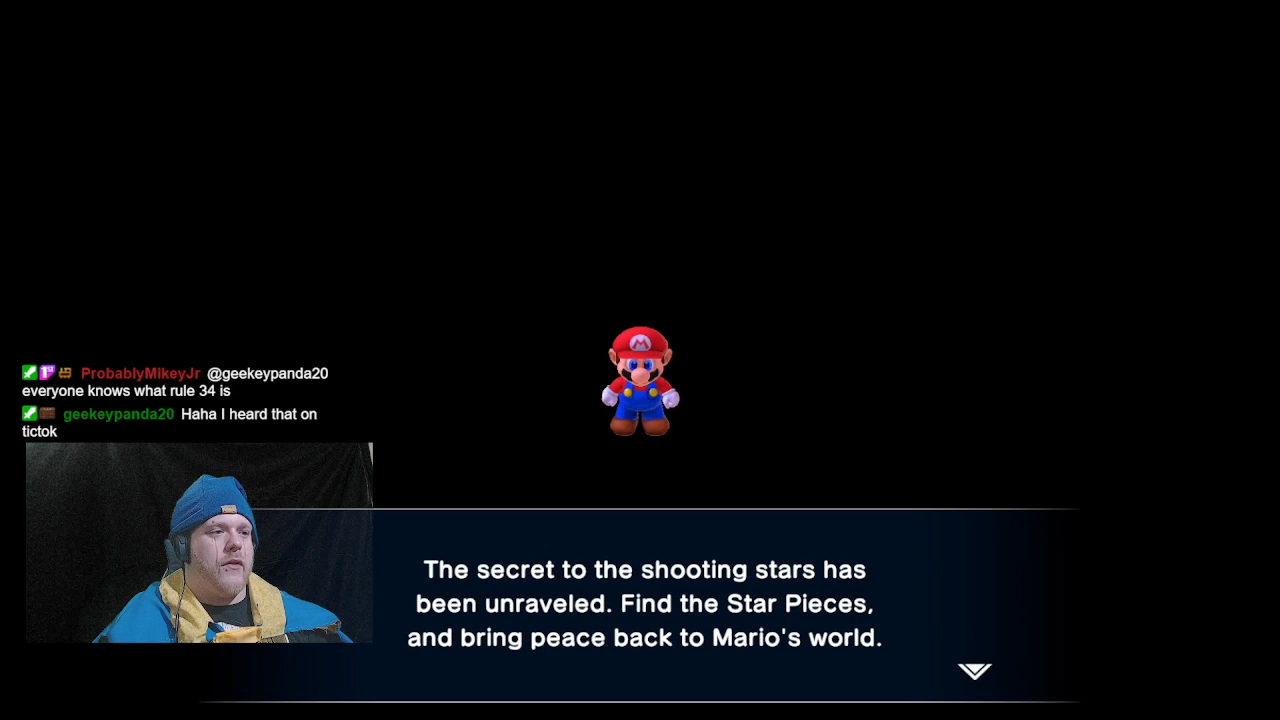 ProbablyMikeyJr @geekeypanda20
everyone knows what rule 34 is
geekeypanda20 Haha I heard that on
tictok
The secret to the shooting stars has
been unraveled. Find the Star Pieces,
and bring peace back to Mario's world.